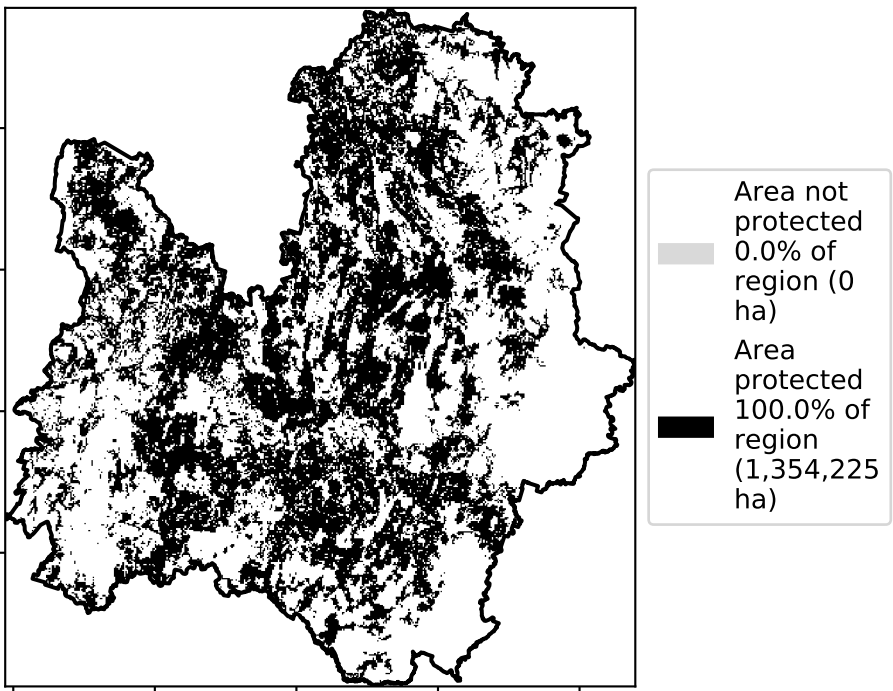 Area not
protected
0.0% of
region (0
ha)
Area
protected
100.0% of
region
(1,354,225
ha)